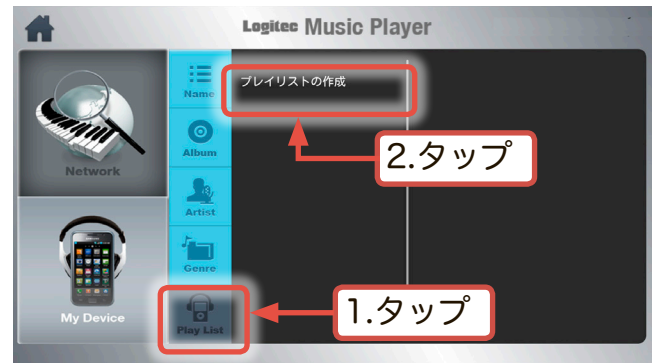 Logitec Music Player
Network
My Device
Name
Album
Artist
Genre
Play List
プレイリストの作成
2.タップ
1.タップ